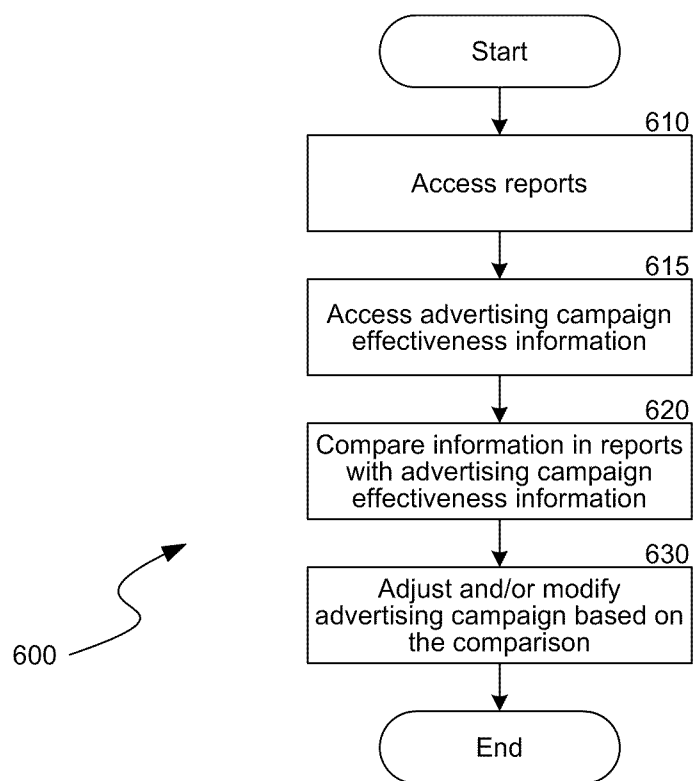 Start
610
Access reports
615
Access advertising campaign
effectiveness information
620
Compare information in reports
with advertising campaign
effectiveness information
630
Adjust and/or modify
advertising campaign based on
the comparison
600
End